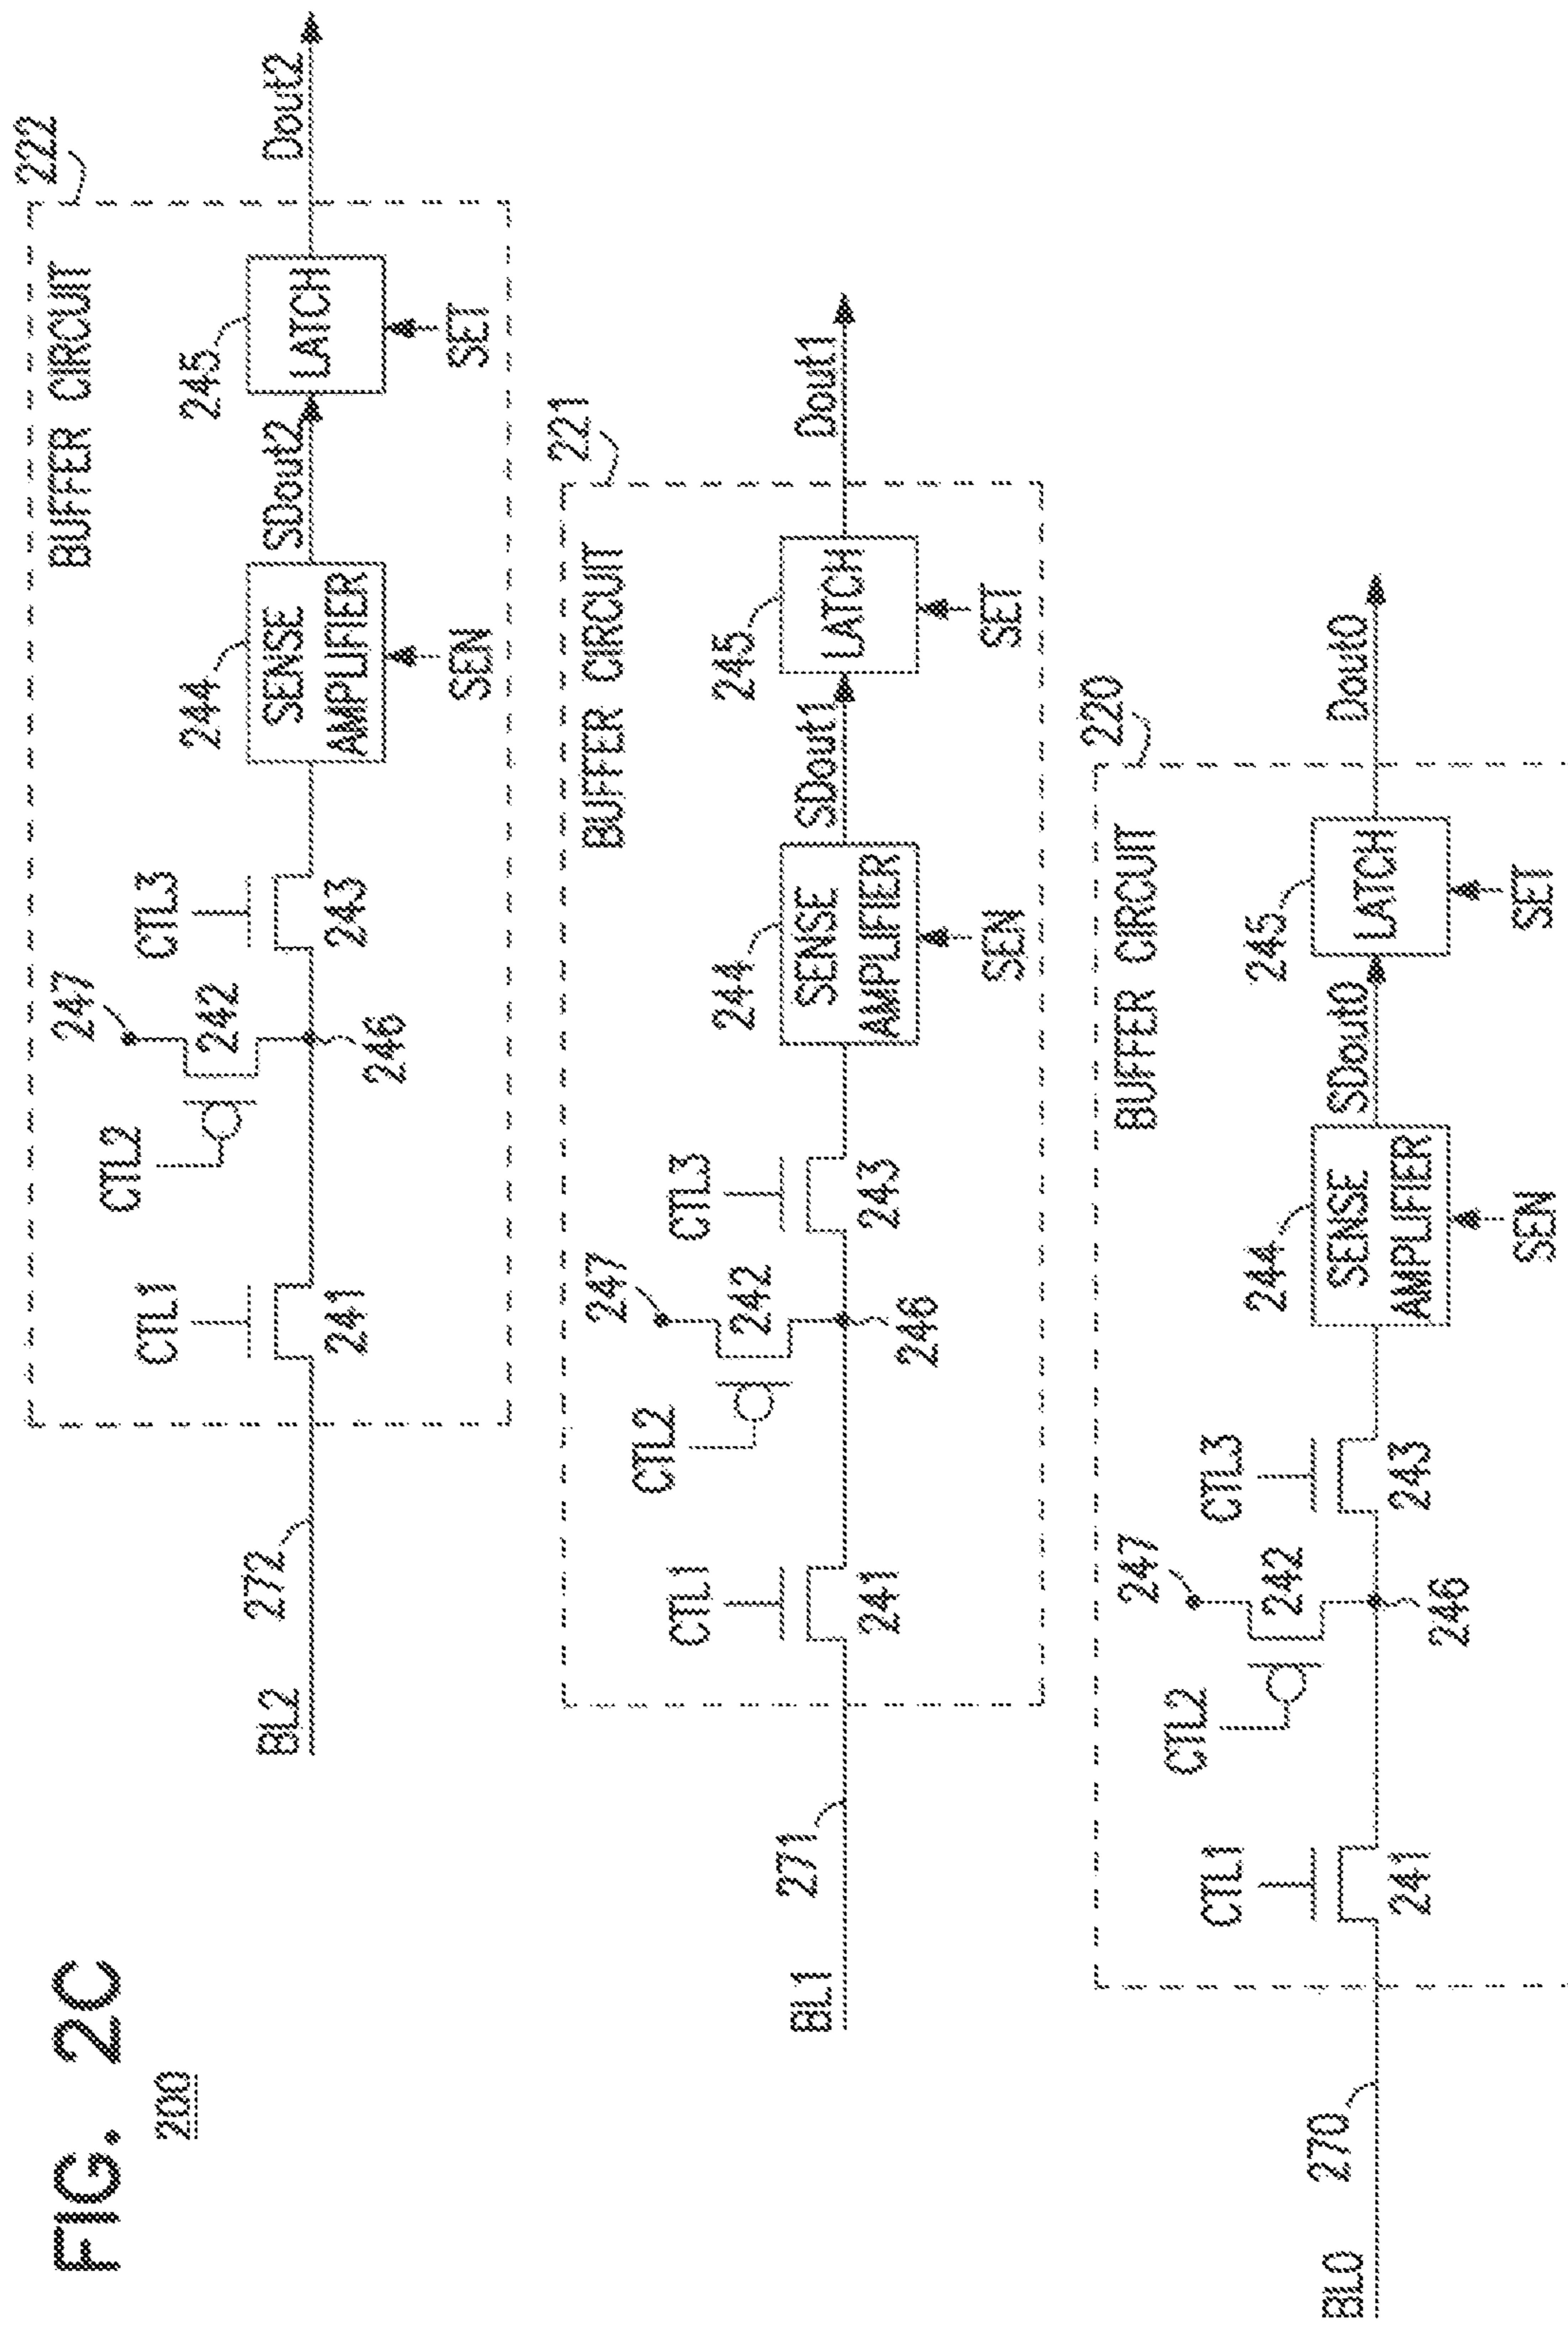 FIG. 2C
200
BUFFER CIRCUIT
222
BL2
272
CTL1
241
CTL2
247
242
246
CTL3
243
244
SENSE
AMPLIFIER
SEN
SDout2
245
LATCH
SET
Dout2
BUFFER CIRCUIT
221
BL1
271
CTL1
241
CTL2
247
242
246
CTL3
243
244
SENSE
AMPLIFIER
SEN
SDout1
245
LATCH
SET
Dout1
BUFFER CIRCUIT
220
BL0
270
CTL1
241
CTL2
247
242
246
CTL3
243
244
SENSE
AMPLIFIER
SEN
SDout0
245
LATCH
SET
Dout0